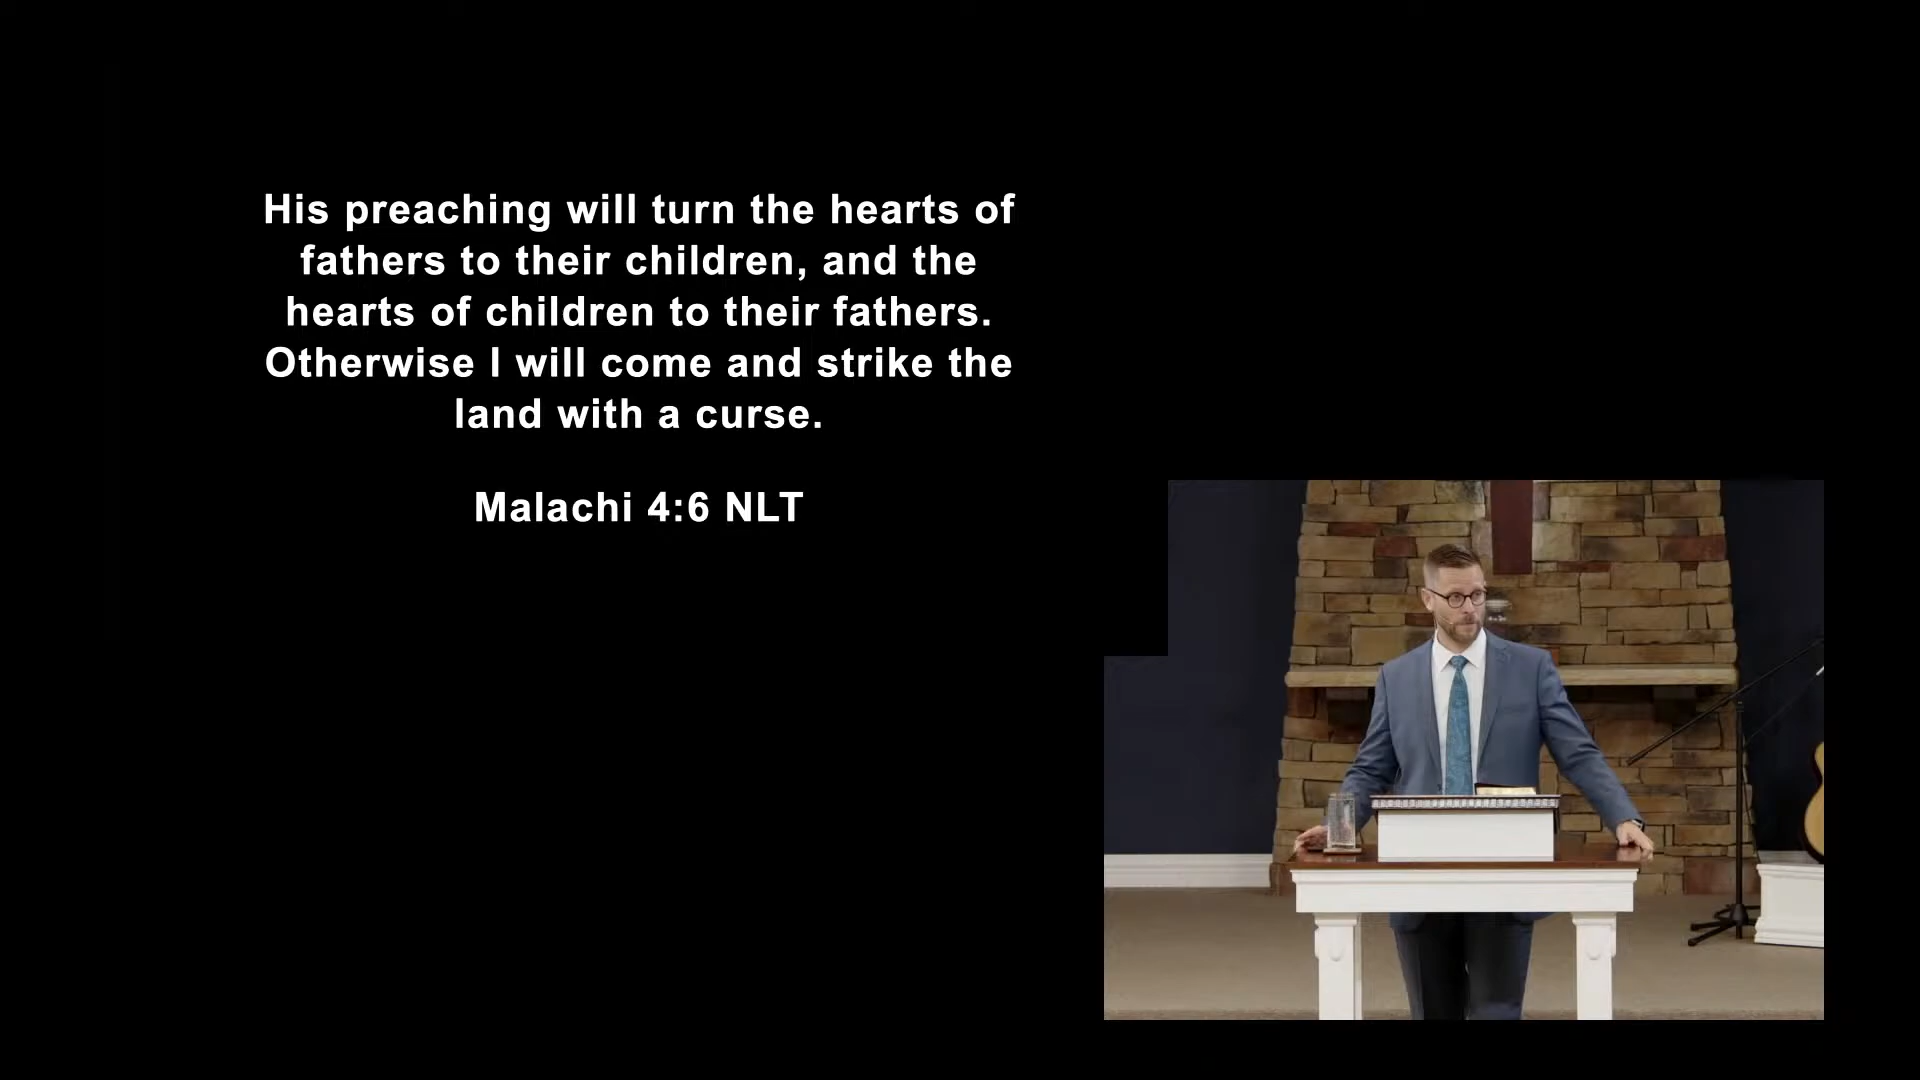 His preaching will turn the hearts of
fathers to their children, and the
hearts of children to their fathers.
Otherwise I will come and strike the
land with a curse.
Malachi 4:6 NLT